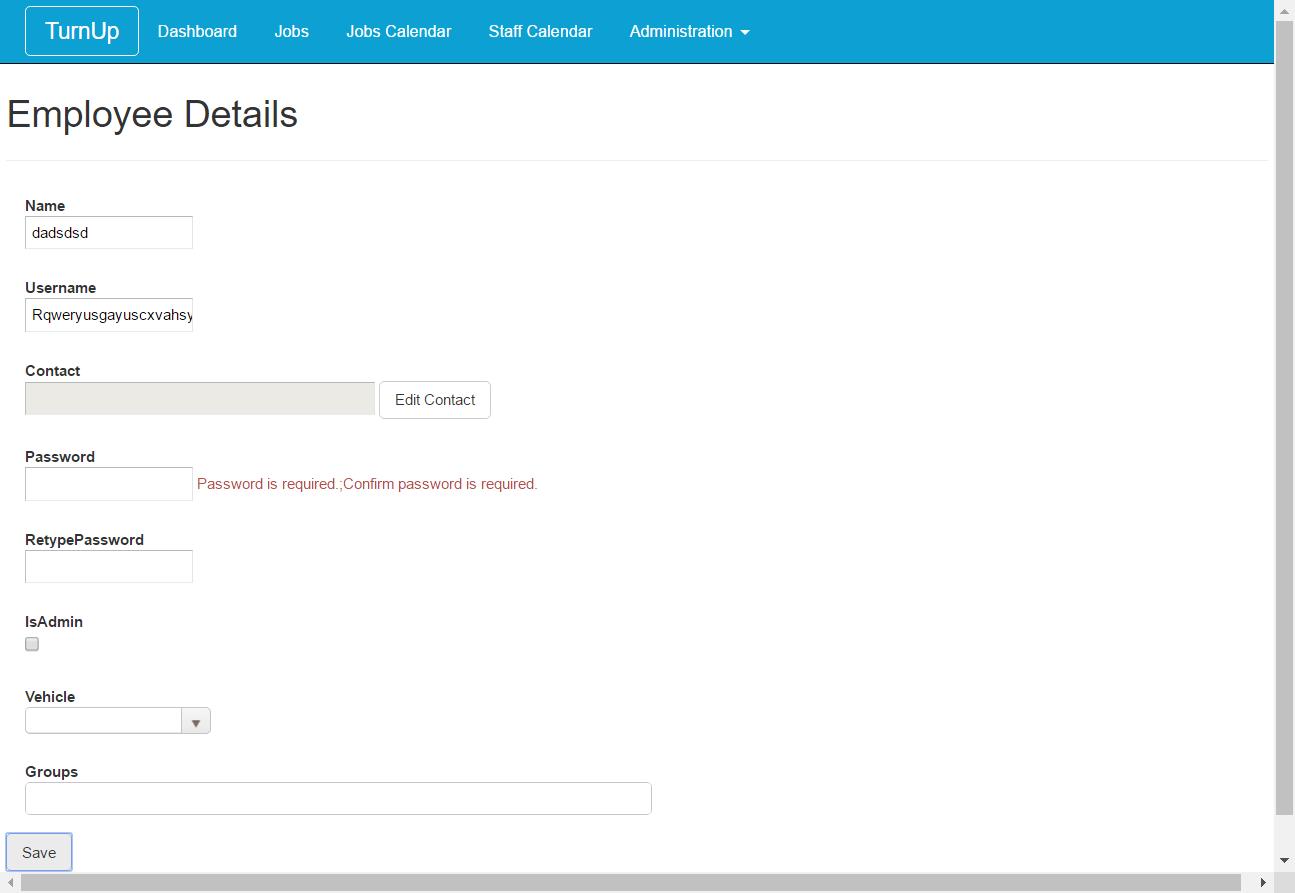 TurnUp Dashboard Jobs Jobs Calendar Staff Calendar Administration
Employee Details
Name
dadsdsd
Username
Rqweryusgayuscxvahsy
Contact
Edit Contact
Password
Password is required.;Confirm password is required.
RetypePassword
IsAdmin
Vehicle
Groups
Save